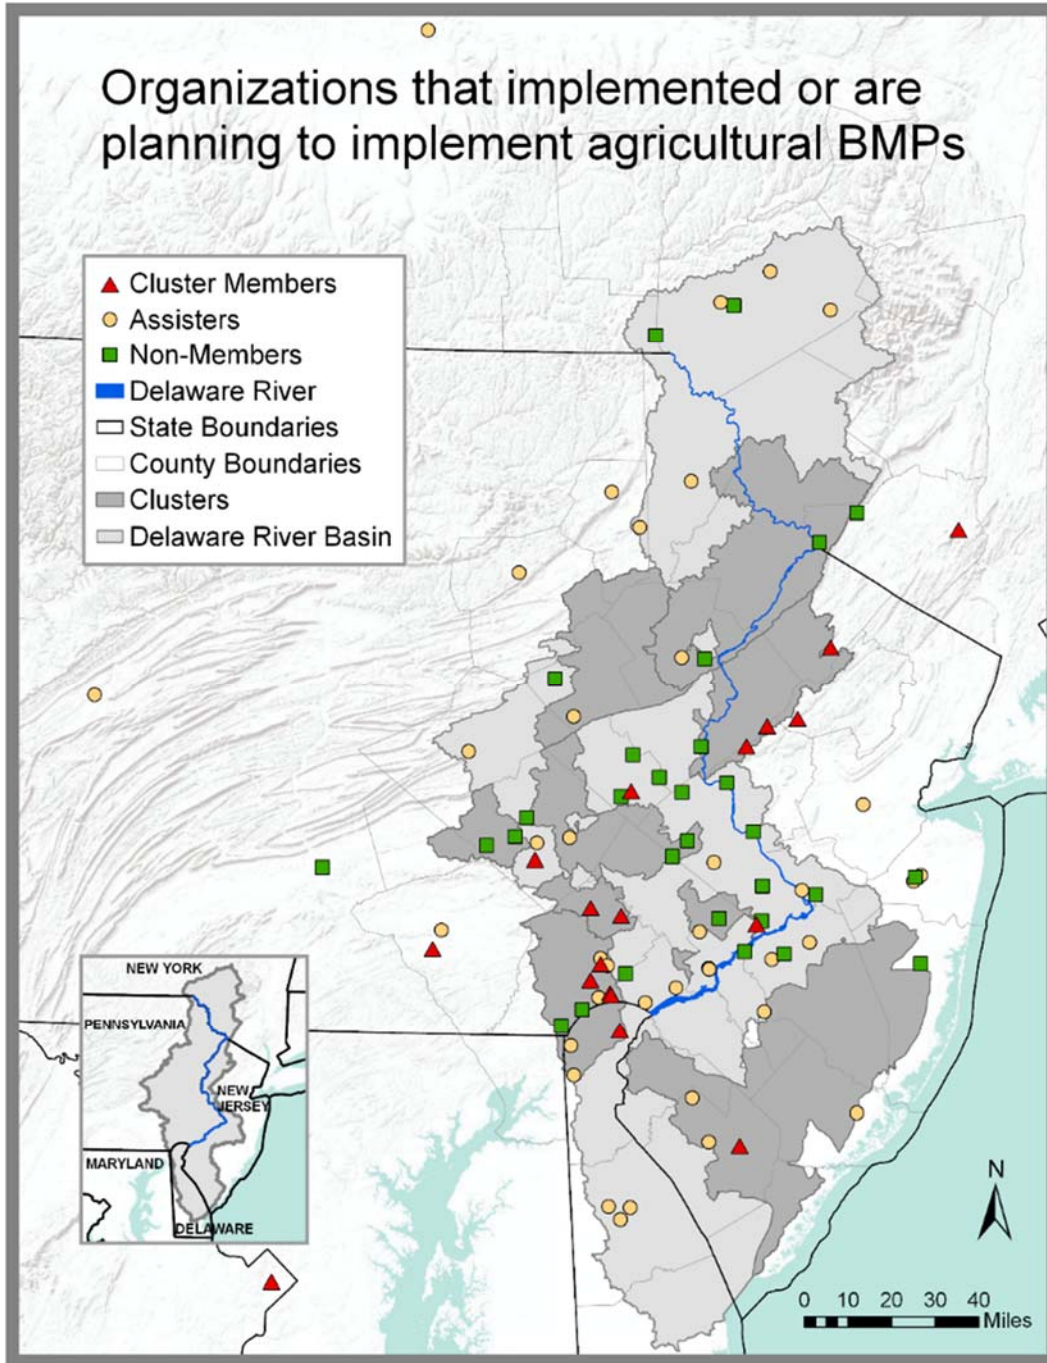 Organizations that implemented or are
planning to implement agricultural BMPs
Cluster Members
Assisters
Non-Members
Delaware River
State Boundaries
County Boundaries
Clusters
Delaware River Basin
NEW YORK
PENNSYLVANIA
NEW
JERSEY
MARYLAND
DELAWARE
N
0 10 20 30 40
Miles